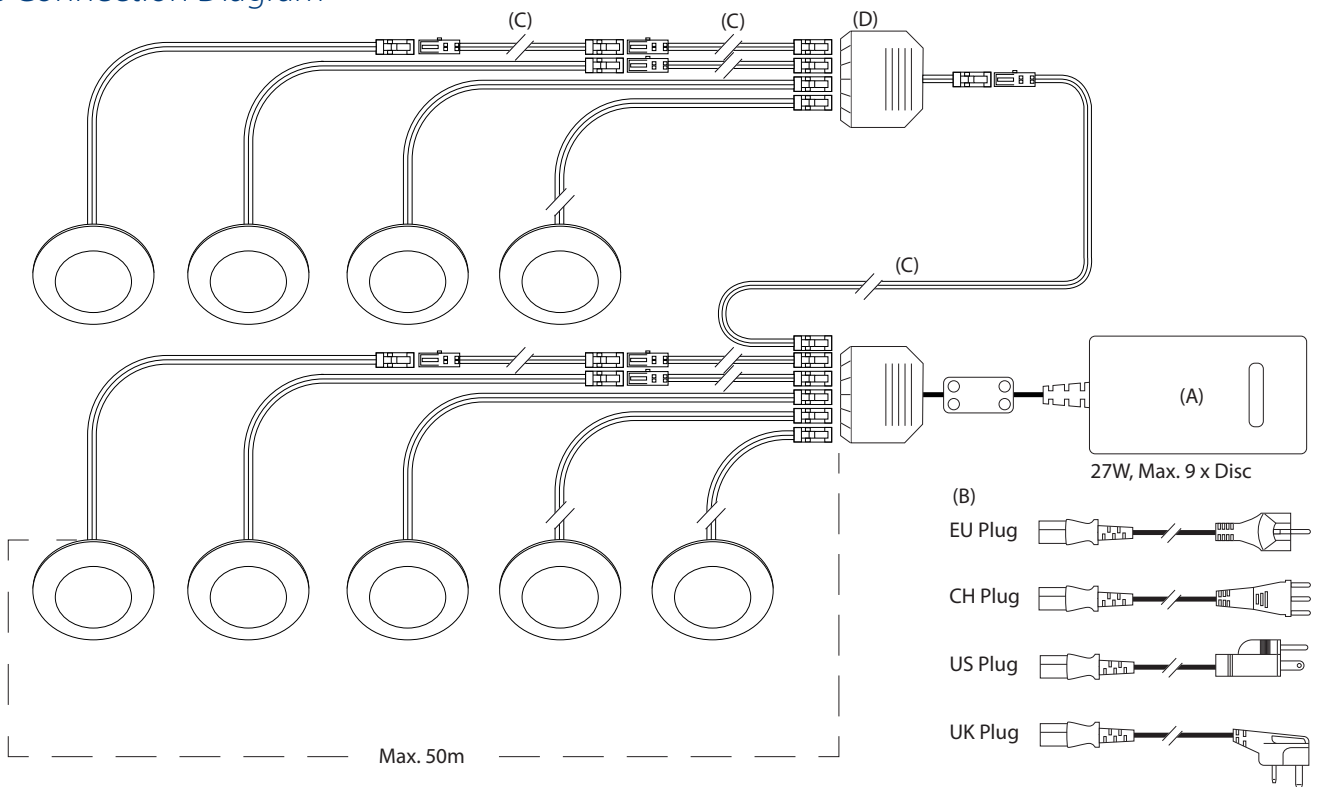 Connection Diagram
(C) (C) (D)
(C)
(A)
27W, Max. 9 x Disc
(B)
EU Plug
CH Plug
US Plug
UK Plug
Max. 50m